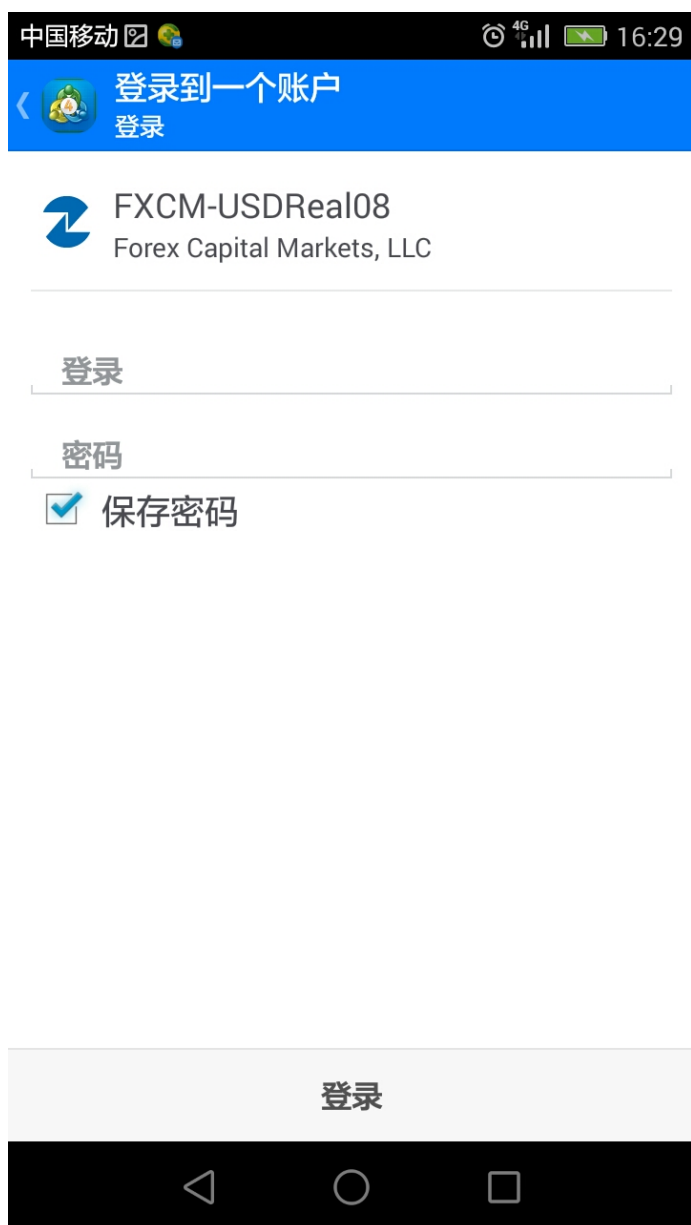 中国移动 4G 16:29
登录到一个账户
登录
FXCM-USDReal08
Forex Capital Markets, LLC
登录
密码
保存密码
登录